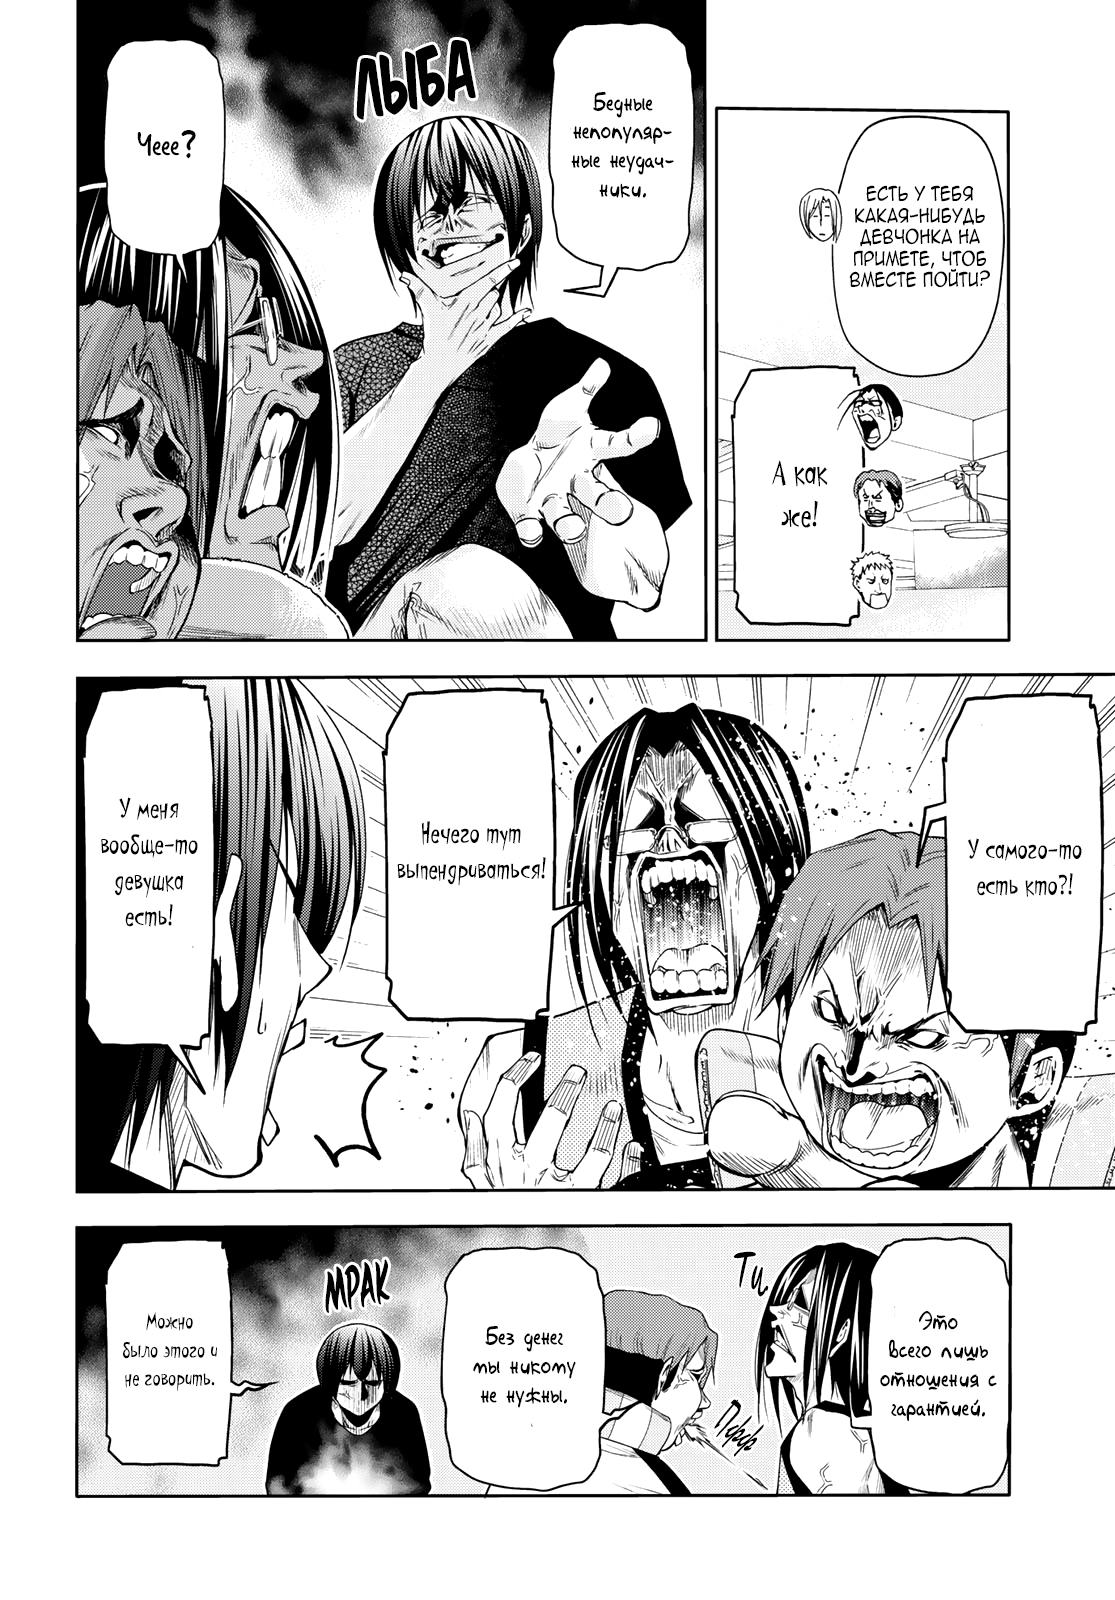 ЕСТЬ У ТЕБЯ
КАКАЯ-НИБУДЬ
ДЕВЧОНКА НА
ПРИМЕТЕ, ЧТОБ
ВМЕСТЕ ПОЙТИ?
А как
же!
Бедные
непопуляр-
ные неудач-
ники.
ЛЫБА
Чеее?
У самого-то
есть кто?!
Нечего тут
выпендриваться!
У меня
вообще-то
девушка
есть!
Это
всего лишь
отношения с
гарантией.
Ти
Пффф
Без денег
ты никому
не нужны.
МРАК
Можно
было этого и
не говорить.